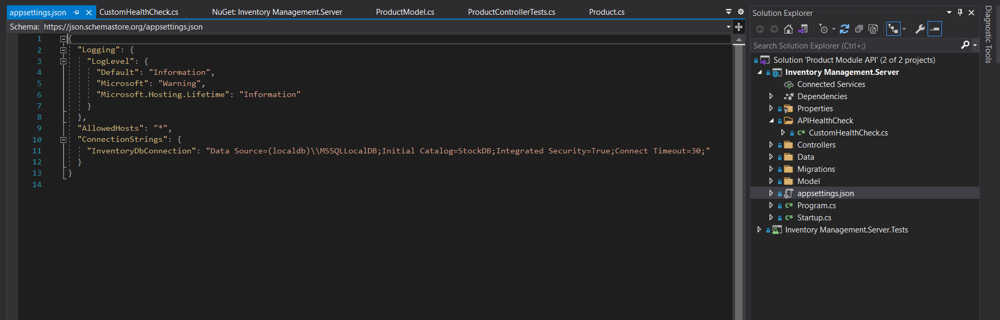 appsettings.json
CustomHealthCheck.cs
NuGet: Inventory Management.Server
ProductModel.cs
ProductControllerTests.cs
Product.cs
Schema: https://json.schemastore.org/appsettings.json
1 {
2 "Logging": {
3 "LogLevel": {
4 "Default": "Information",
5 "Microsoft": "Warning",
6 "Microsoft.Hosting.Lifetime": "Information"
7 }
8 },
9 "AllowedHosts": "*",
10 "ConnectionStrings": {
11 "InventoryDbConnection": "Data Source=(localdb)\\MSSQLLocalDB;Initial Catalog=StockDB;Integrated Security=True;Connect Timeout=30;"
12 }
13 }
14
Solution Explorer
Search Solution Explorer (Ctrl+;)
Solution 'Product Module API' (2 of 2 projects)
Inventory Management.Server
Connected Services
Dependencies
Properties
APIHealthCheck
C# CustomHealthCheck.cs
Controllers
Data
Migrations
Model
appsettings.json
C# Program.cs
C# Startup.cs
Inventory Management.Server.Tests
Diagnostic Tools